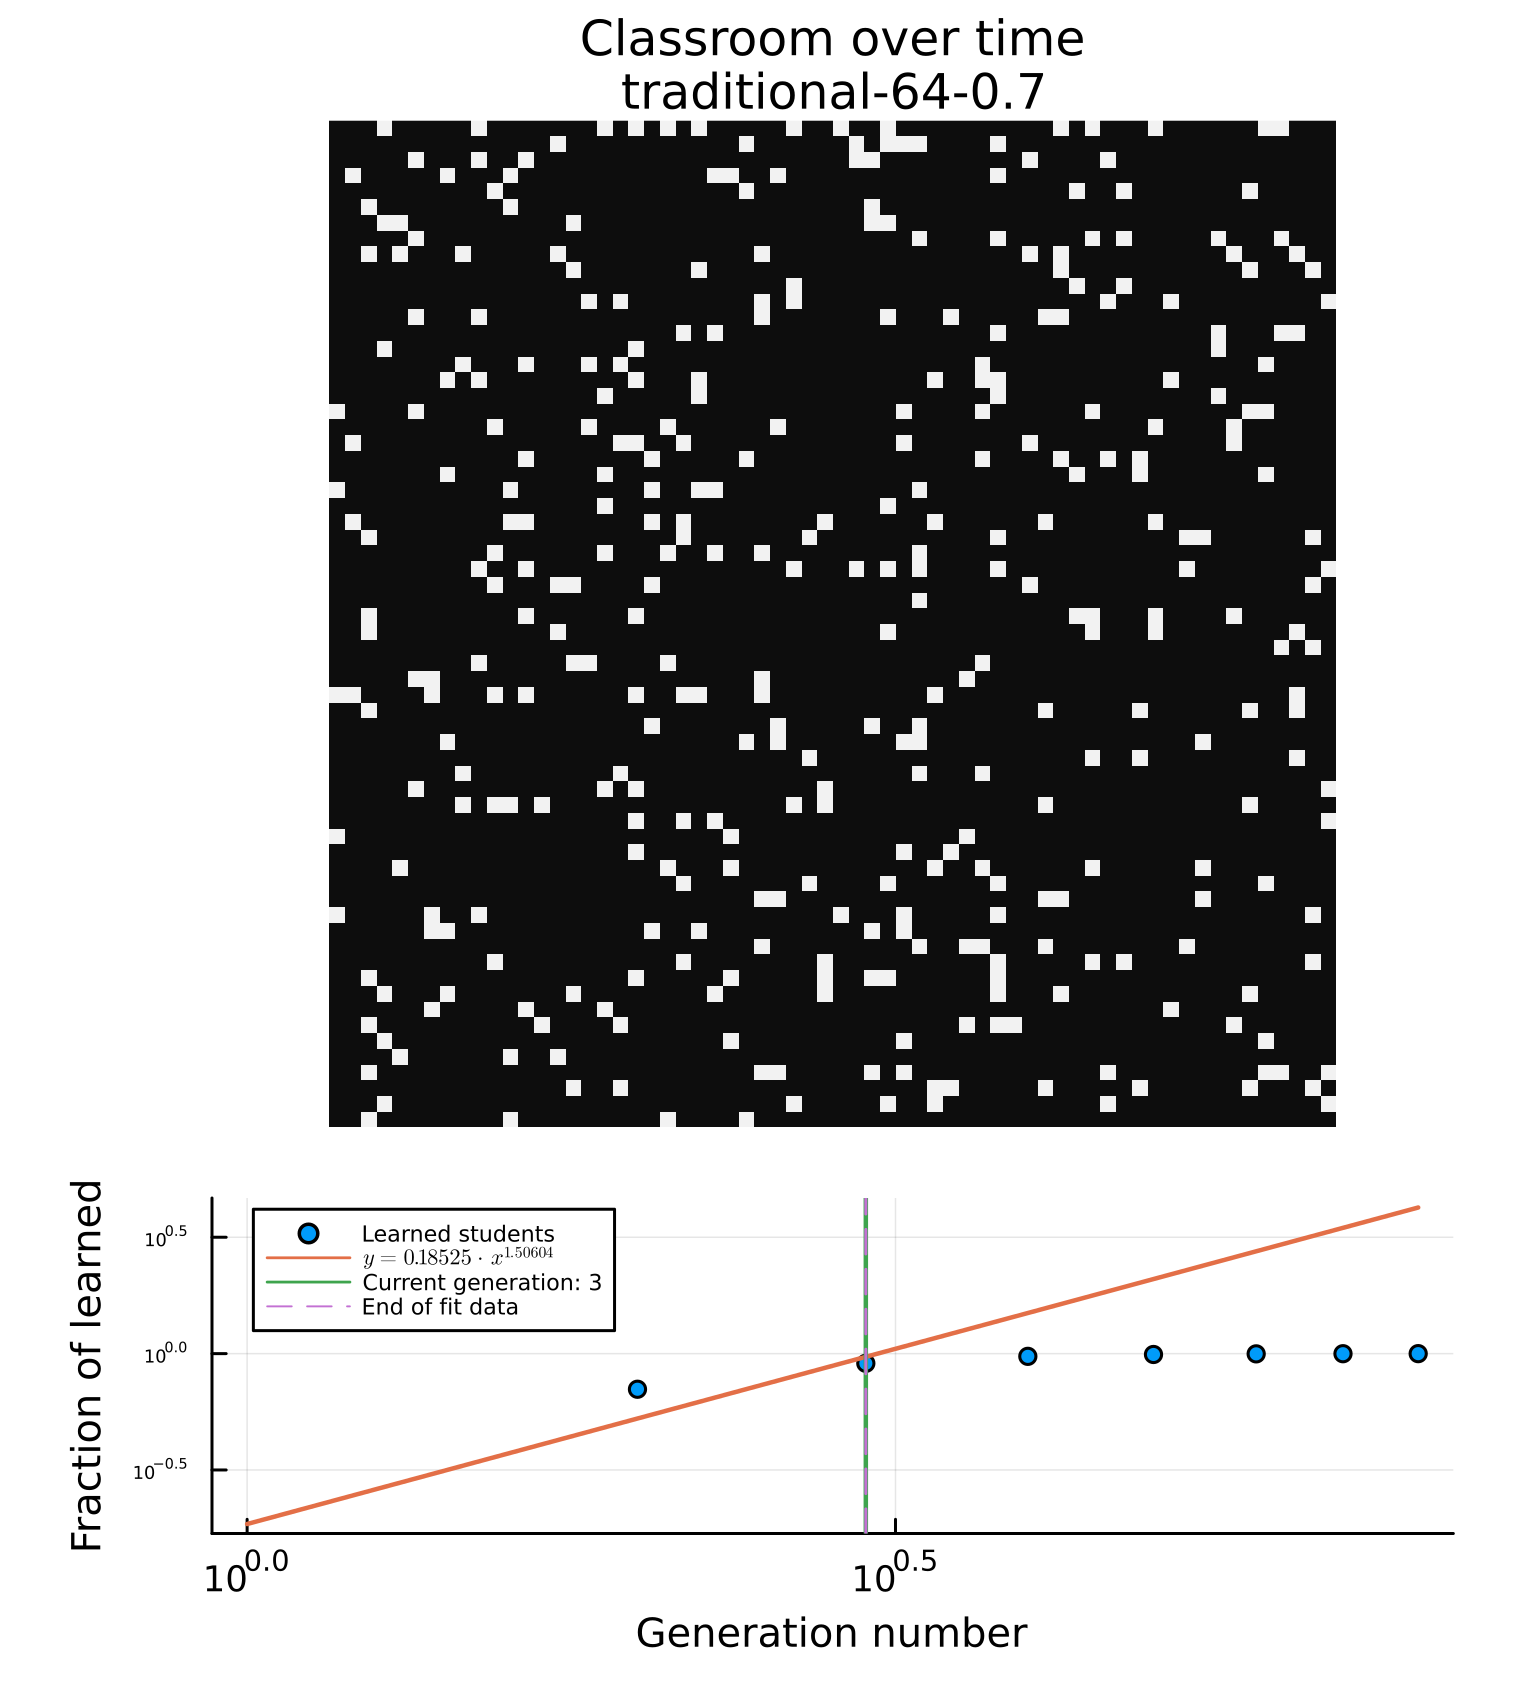 Classroom over time
traditional-64-0.7
Fraction of learned
10^0.5
10^0.0
10^−0.5
Learned students
y = 0.18525 · x^1.50604
Current generation: 3
End of fit data
10^0.0
10^0.5
Generation number